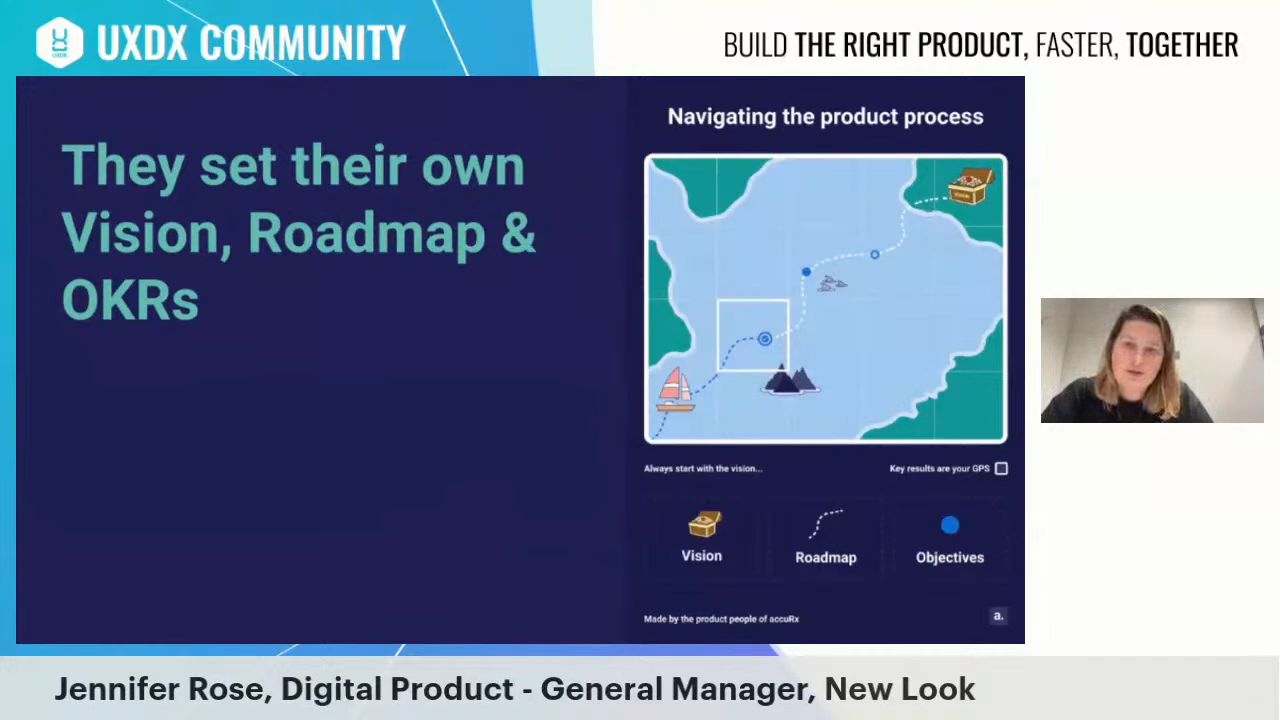 UXDX COMMUNITY
BUILD THE RIGHT PRODUCT, FASTER, TOGETHER
They set their own
Vision, Roadmap &
OKRs
Navigating the product process
Always start with the vision...
Key results are your GPS
Vision
Roadmap
Objectives
Made by the product people of accuRx
a.
Jennifer Rose, Digital Product - General Manager, New Look